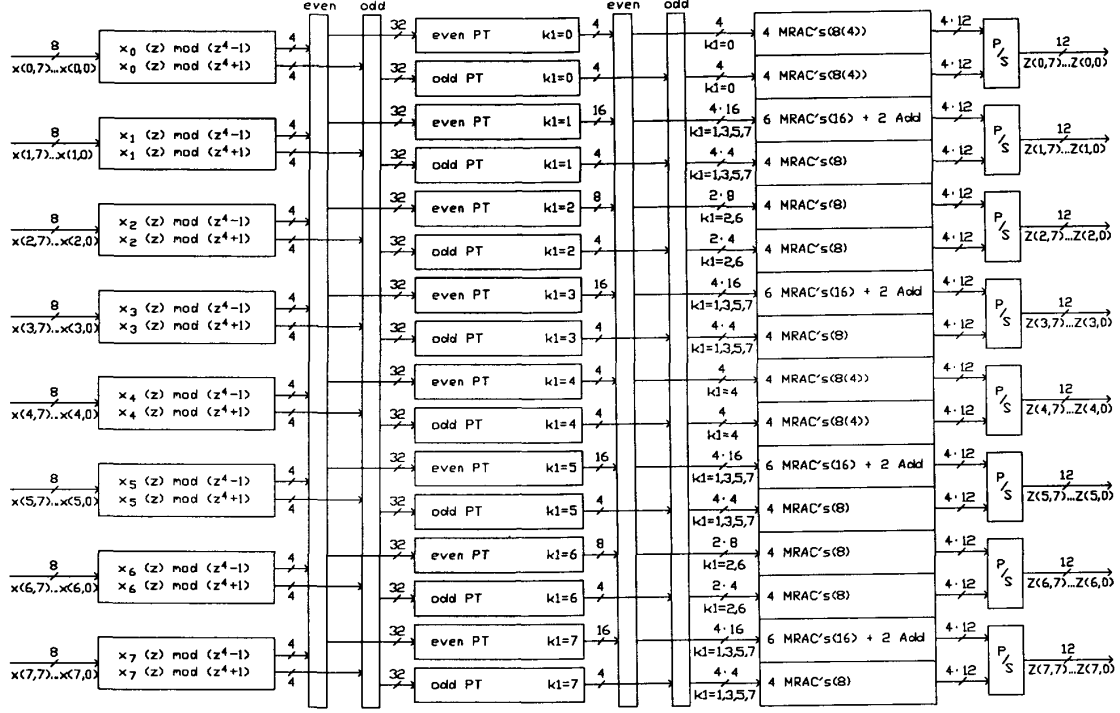 even odd even odd
8 x₀ (z) mod (z⁴-1) 4 32 even PT k1=0 4 4 k1=0 4 MRAC's(8(4)) 4·12 P/S 12
x(0,7)...x(0,0) x₀ (z) mod (z⁴+1) 4 32 odd PT k1=0 4 4 k1=0 4 MRAC's(8(4)) 4·12 Z(0,7)...Z(0,0)
8 x₁ (z) mod (z⁴-1) 4 32 even PT k1=1 16 4·16 k1=1,3,5,7 6 MRAC's(16) + 2 Add 4·12 P/S 12
x(1,7)...x(1,0) x₁ (z) mod (z⁴+1) 4 32 odd PT k1=1 4 4·4 k1=1,3,5,7 4 MRAC's(8) 4·12 Z(1,7)...Z(1,0)
8 x₂ (z) mod (z⁴-1) 4 32 even PT k1=2 8 2·8 k1=2,6 4 MRAC's(8) 4·12 P/S 12
x(2,7)...x(2,0) x₂ (z) mod (z⁴+1) 4 32 odd PT k1=2 4 2·4 k1=2,6 4 MRAC's(8) 4·12 Z(2,7)...Z(2,0)
8 x₃ (z) mod (z⁴-1) 4 32 even PT k1=3 16 4·16 k1=1,3,5,7 6 MRAC's(16) + 2 Add 4·12 P/S 12
x(3,7)...x(3,0) x₃ (z) mod (z⁴+1) 4 32 odd PT k1=3 4 4·4 k1=1,3,5,7 4 MRAC's(8) 4·12 Z(3,7)...Z(3,0)
8 x₄ (z) mod (z⁴-1) 4 32 even PT k1=4 4 4 k1=4 4 MRAC's(8(4)) 4·12 P/S 12
x(4,7)...x(4,0) x₄ (z) mod (z⁴+1) 4 32 odd PT k1=4 4 4 k1=4 4 MRAC's(8(4)) 4·12 Z(4,7)...Z(4,0)
8 x₅ (z) mod (z⁴-1) 4 32 even PT k1=5 16 4·16 k1=1,3,5,7 6 MRAC's(16) + 2 Add 4·12 P/S 12
x(5,7)...x(5,0) x₅ (z) mod (z⁴+1) 4 32 odd PT k1=5 4 4·4 k1=1,3,5,7 4 MRAC's(8) 4·12 Z(5,7)...Z(5,0)
8 x₆ (z) mod (z⁴-1) 4 32 even PT k1=6 8 2·8 k1=2,6 4 MRAC's(8) 4·12 P/S 12
x(6,7)...x(6,0) x₆ (z) mod (z⁴+1) 4 32 odd PT k1=6 4 2·4 k1=2,6 4 MRAC's(8) 4·12 Z(6,7)...Z(6,0)
8 x₇ (z) mod (z⁴-1) 4 32 even PT k1=7 16 4·16 k1=1,3,5,7 6 MRAC's(16) + 2 Add 4·12 P/S 12
x(7,7)...x(7,0) x₇ (z) mod (z⁴+1) 4 32 odd PT k1=7 4 4·4 k1=1,3,5,7 4 MRAC's(8) 4·12 Z(7,7)...Z(7,0)